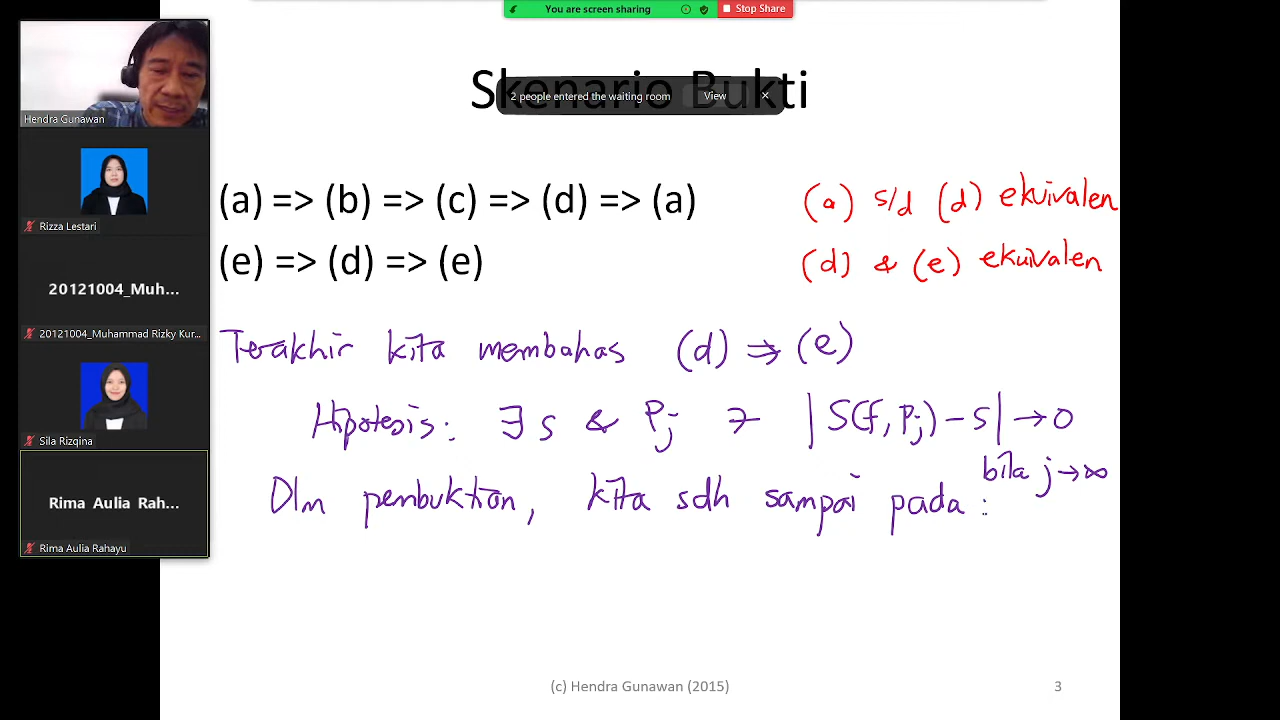 You are screen sharing
Stop Share
Skenario Bukti
2 people entered the waiting room View ×
Hendra Gunawan
Rizza Lestari
20121004_Muh...
20121004_Muhammad Rizky Kur...
Sila Rizqina
Rima Aulia Rah...
Rima Aulia Rahayu
(a) => (b) => (c) => (d) => (a)
(a) s/d (d) ekuivalen
(e) => (d) => (e)
(d) & (e) ekuivalen
Terakhir kita membahas (d) ⇒ (e)
Hipotesis: ∃ s & Pj ∋ |S(f, Pj) - s| → 0
bila j → ∞
Dlm pembuktian, kita sdh sampai pada :
(c) Hendra Gunawan (2015)
3